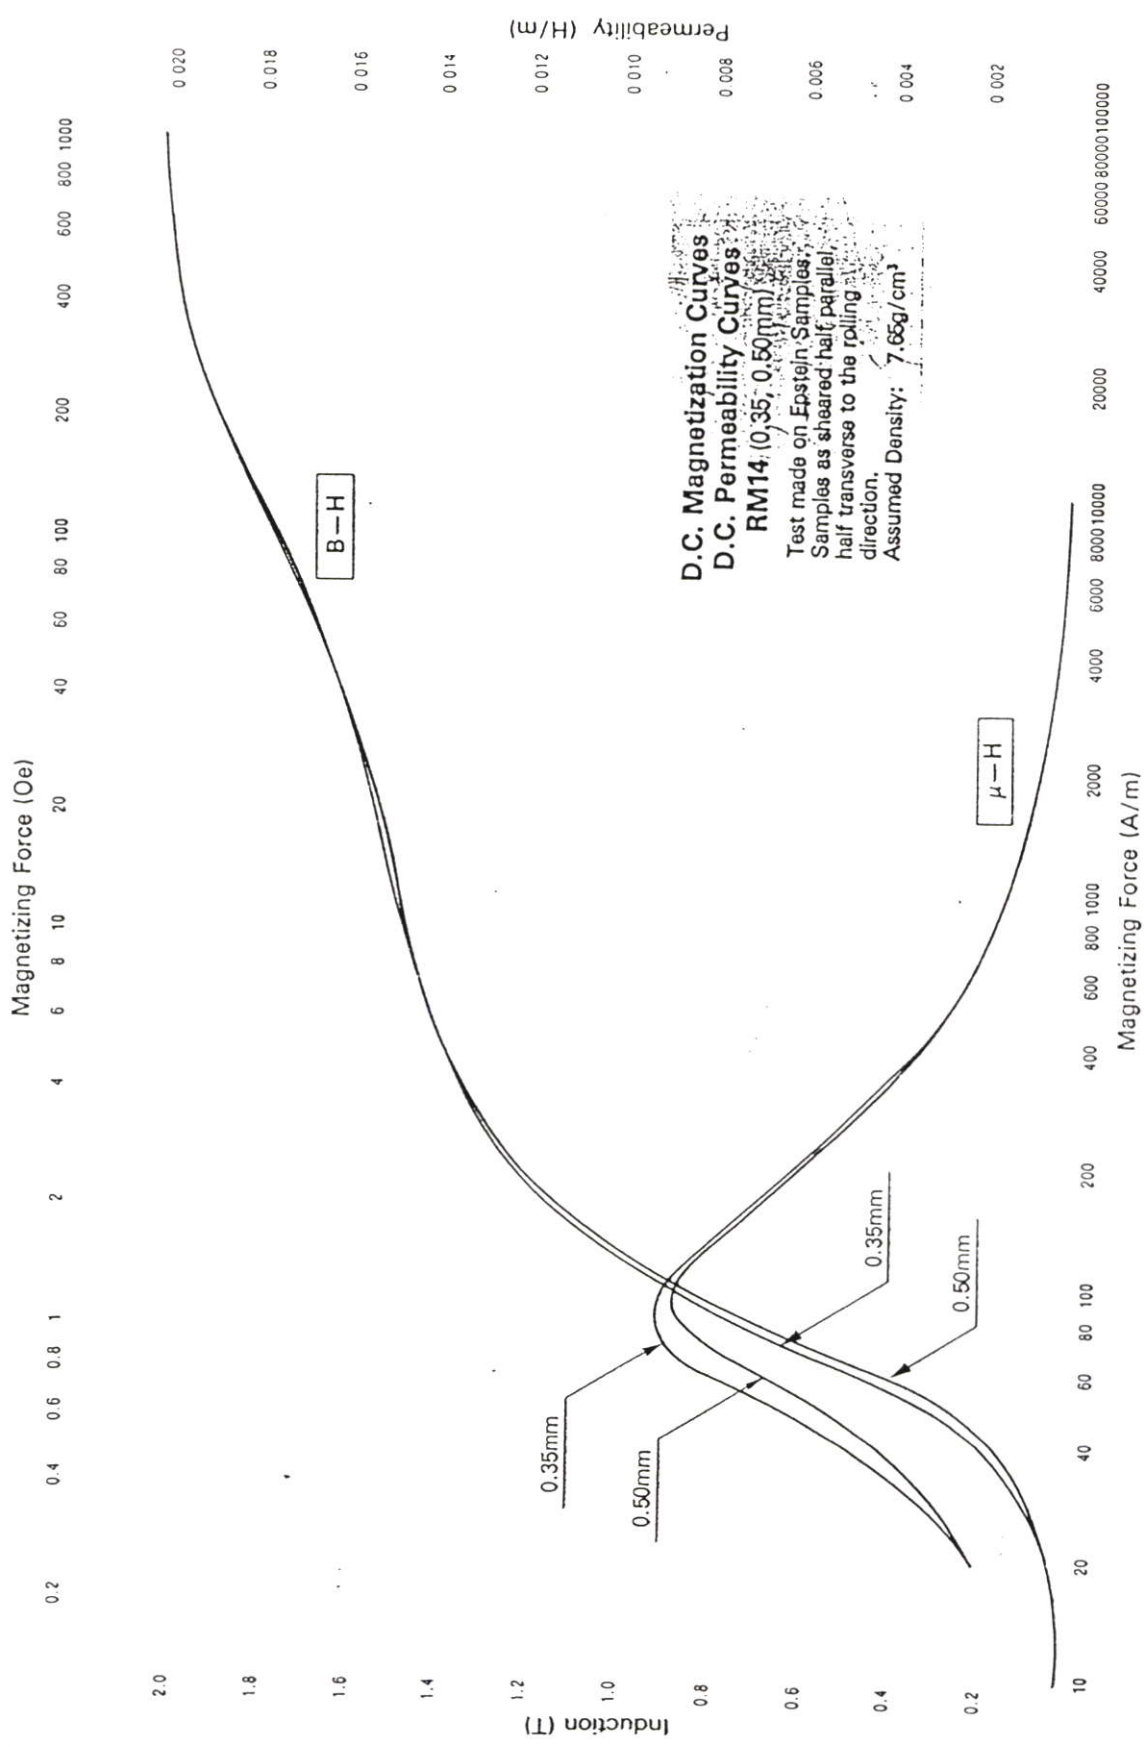 Magnetizing Force (Oe)
0.2 0.4 0.6 0.8 1 2 4 6 8 10 20 40 60 80 100 200 400 600 800 1000
Induction (T)
2.0
1.8
1.6
1.4
1.2
1.0
0.8
0.6
0.4
0.2
Permeability (H/m)
0 020
0 018
0 016
0 014
0 012
0 010
0 008
0 006
0 004
0 002
B－H
0.35mm
0.50mm
0.35mm
0.50mm
μ－H
D.C. Magnetization Curves
D.C. Permeability Curves
RM14 (0,35, 0.50mm)
Test made on Epstein Samples.
Samples as sheared half parallel,
half transverse to the rolling
direction.
Assumed Density: 7.65g/cm³
10 20 40 60 80 100 200 400 600 800 1000 2000 4000 6000 8000 10000 20000 40000 60000 80000 100000
Magnetizing Force (A/m)